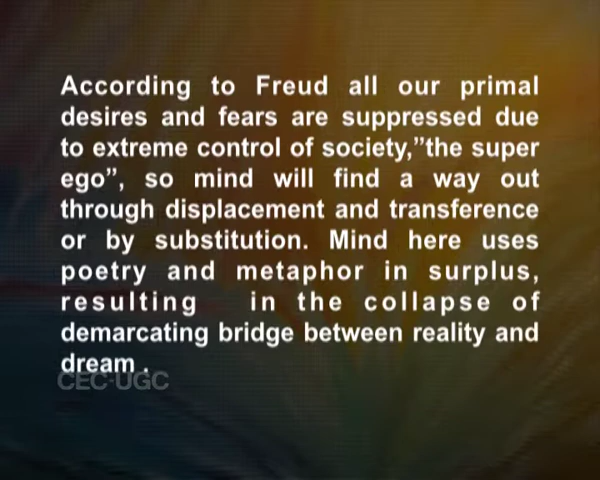 According to Freud all our primal
desires and fears are suppressed due
to extreme control of society,”the super
ego”, so mind will find a way out
through displacement and transference
or by substitution. Mind here uses
poetry and metaphor in surplus,
resulting in the collapse of
demarcating bridge between reality and
dream .
CEC-UGC